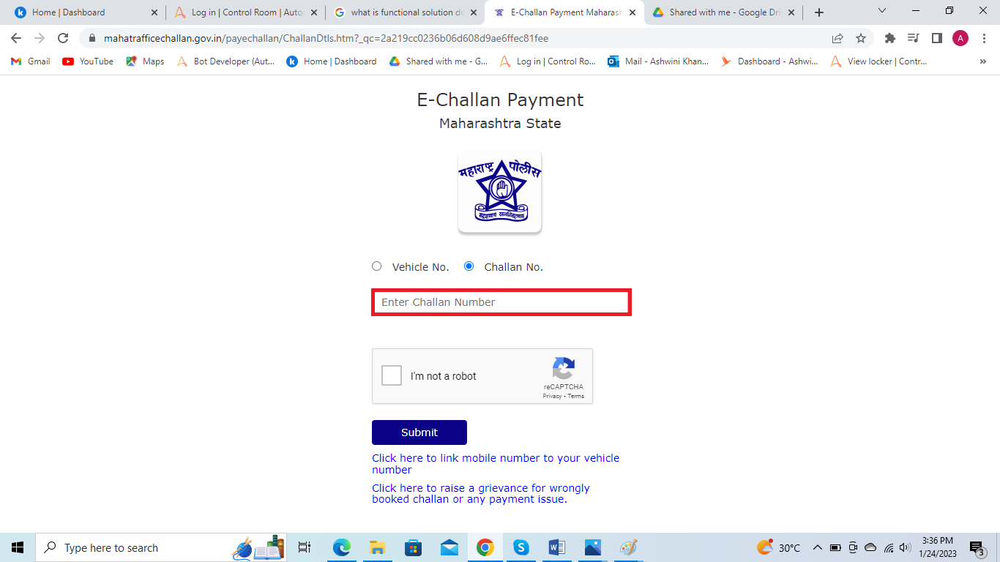 Home | Dashboard
Log in | Control Room | Autom
what is functional solution do
E-Challan Payment Maharash
Shared with me - Google Dri
mahatrafficchallan.gov.in/payechallan/ChallanDtls.htm?_qc=2a219cc0236b06d608d9ae6ffec81fee
A
Gmail
YouTube
Maps
Bot Developer (Aut...
Home | Dashboard
Shared with me - G...
Log in | Control Ro...
Mail - Ashwini Khan...
Dashboard - Ashwi...
View locker | Contr...
E-Challan Payment
Maharashtra State
महाराष्ट्र पोलीस
सद्रक्षणाय खलनिग्रहणाय
Vehicle No.
Challan No.
Enter Challan Number
I'm not a robot
reCAPTCHA
Privacy - Terms
Submit
Click here to link mobile number to your vehicle
number
Click here to raise a grievance for wrongly
booked challan or any payment issue.
Type here to search
30°C
3:36 PM
1/24/2023
3